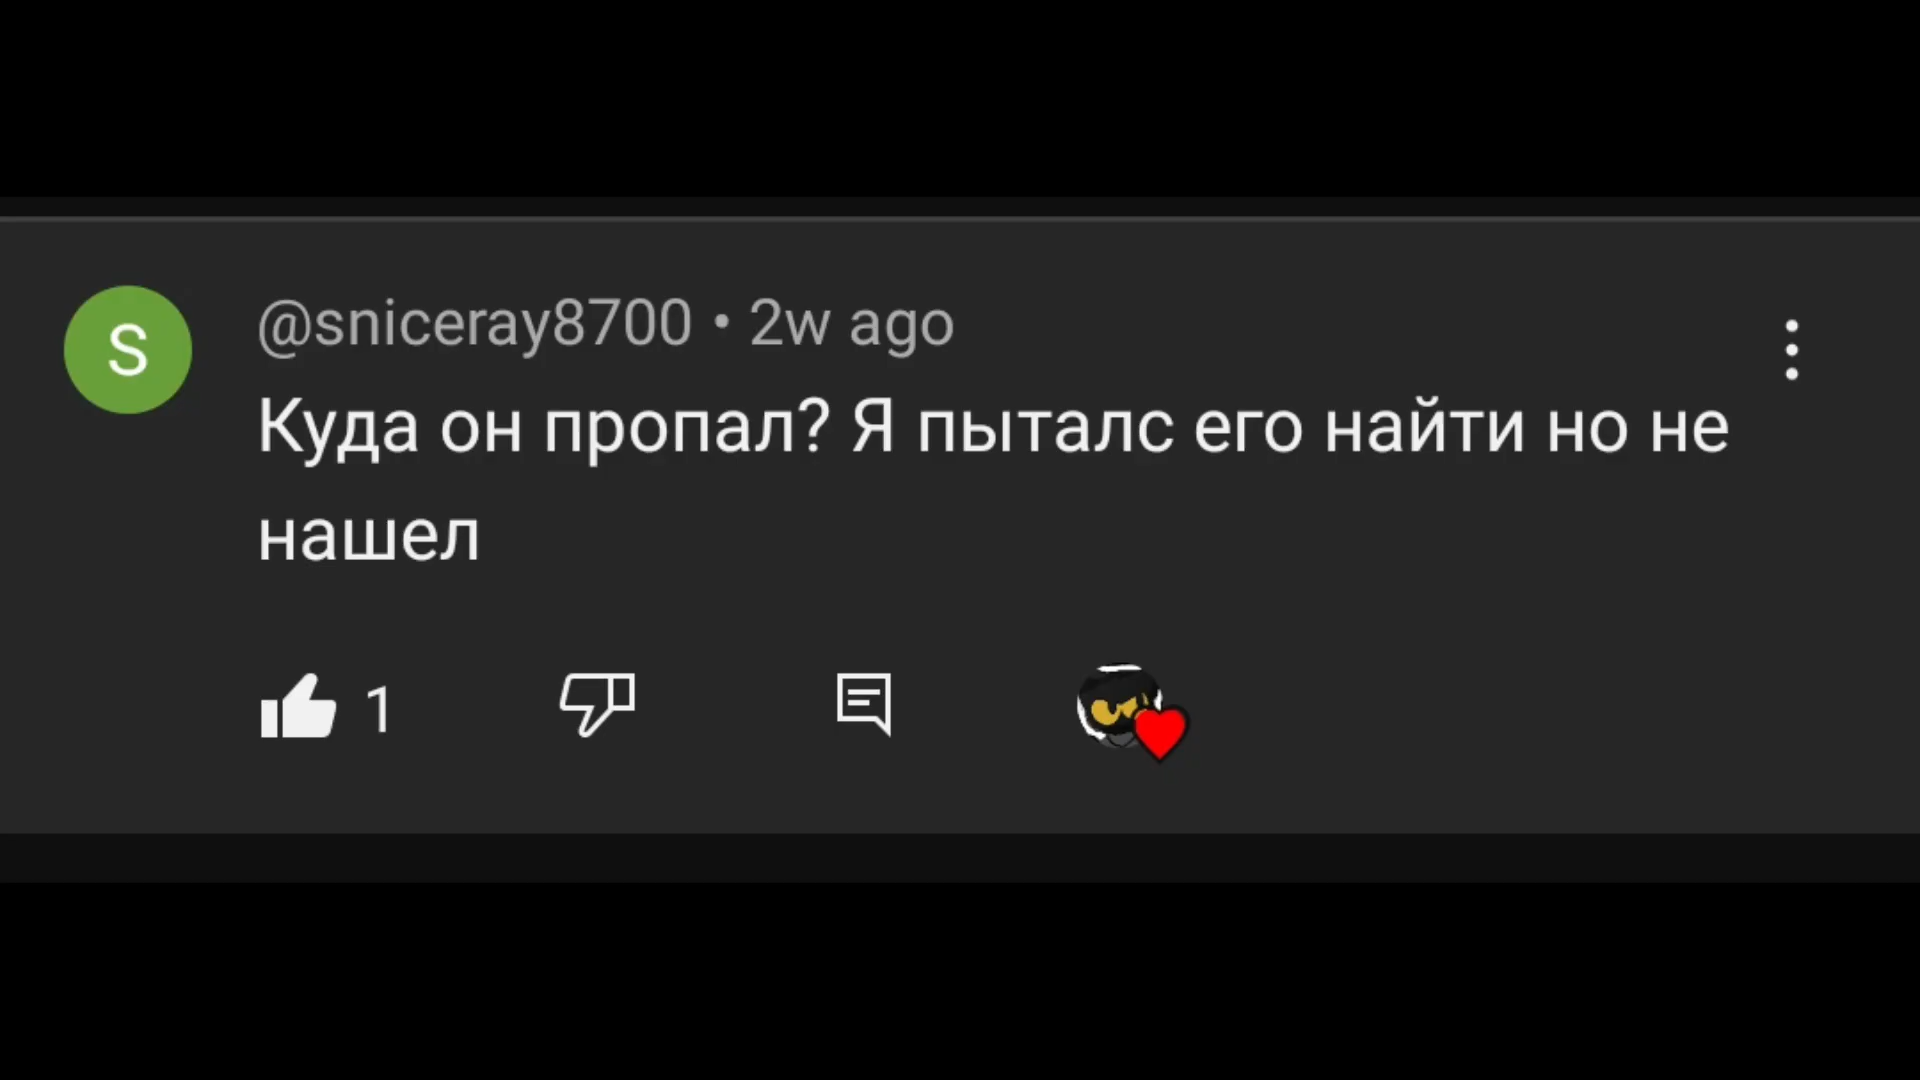 S
@sniceray8700 • 2w ago
Куда он пропал? Я пыталс его найти но не
нашел
1